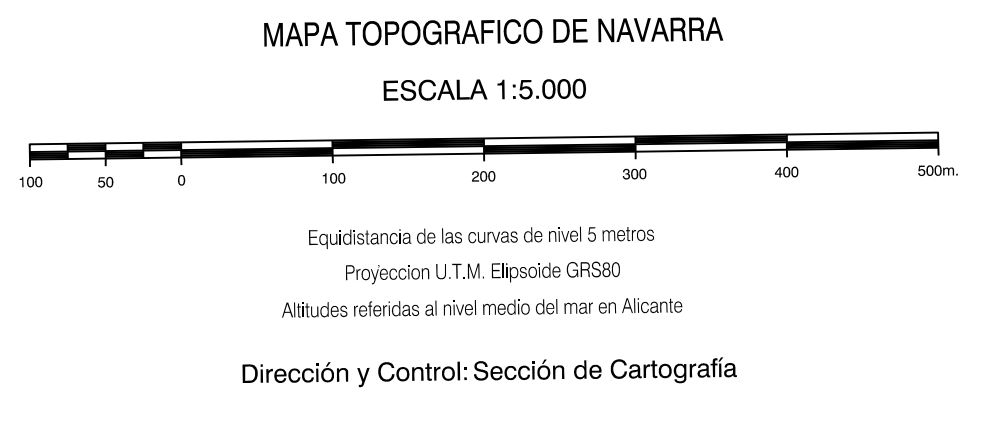 MAPA TOPOGRAFICO DE NAVARRA
ESCALA 1:5.000
100 50 0 100 200 300 400 500m.
Equidistancia de las curvas de nivel 5 metros
Proyeccion U.T.M. Elipsoide GRS80
Altitudes referidas al nivel medio del mar en Alicante
Dirección y Control: Sección de Cartografía